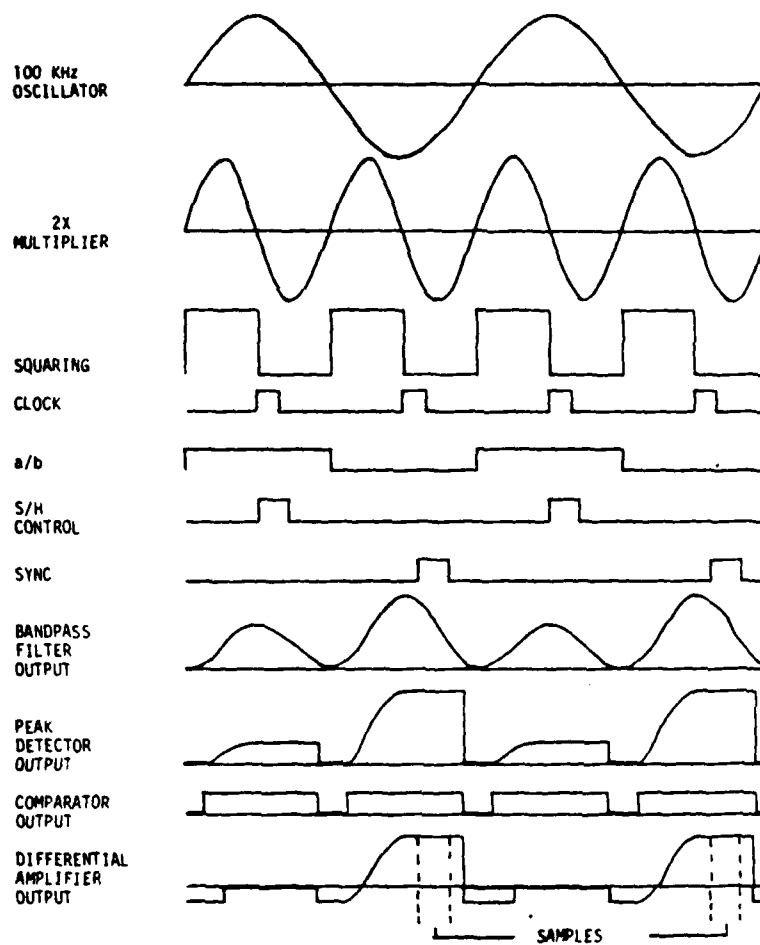 100 KHz
OSCILLATOR
2X
MULTIPLIER
SQUARING
CLOCK
a/b
S/H
CONTROL
SYNC
BANDPASS
FILTER
OUTPUT
PEAK
DETECTOR
OUTPUT
COMPARATOR
OUTPUT
DIFFERENTIAL
AMPLIFIER
OUTPUT
SAMPLES